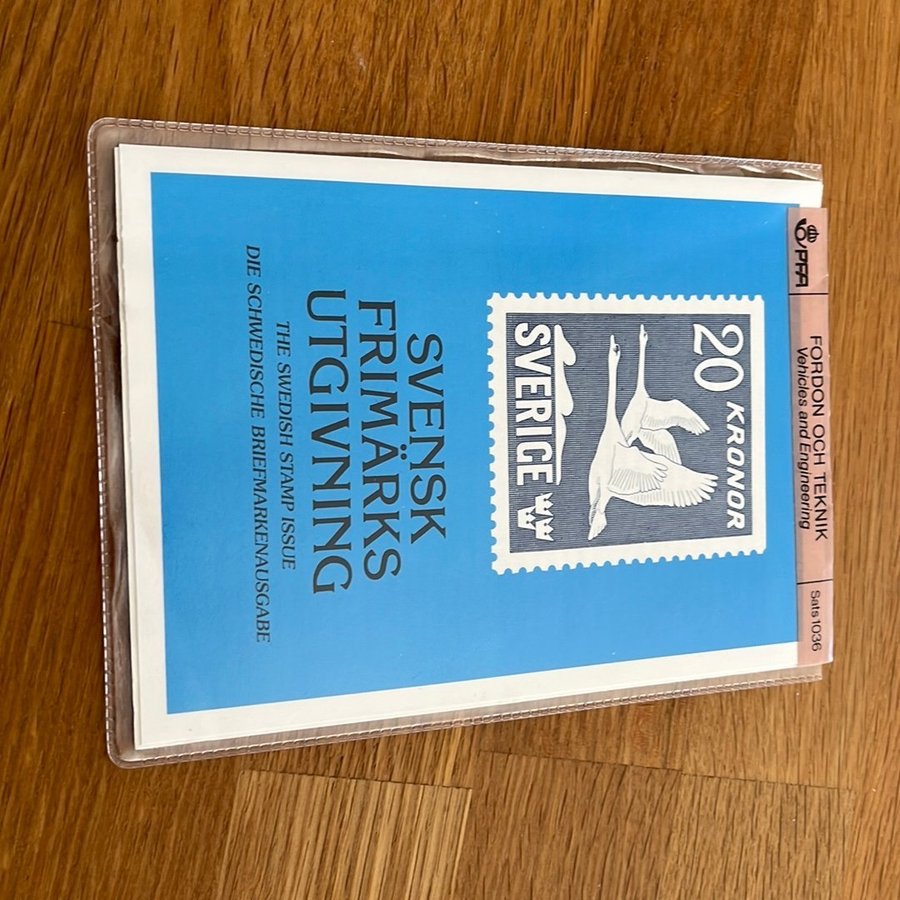 PFA
FORDON OCH TEKNIK
Vehicles and Engineering
Sats 1036
20 KRONOR
SVERIGE
SVENSK
FRIMÄRKS
UTGIVNING
THE SWEDISH STAMP ISSUE
DIE SCHWEDISCHE BRIEFMARKENAUSGABE